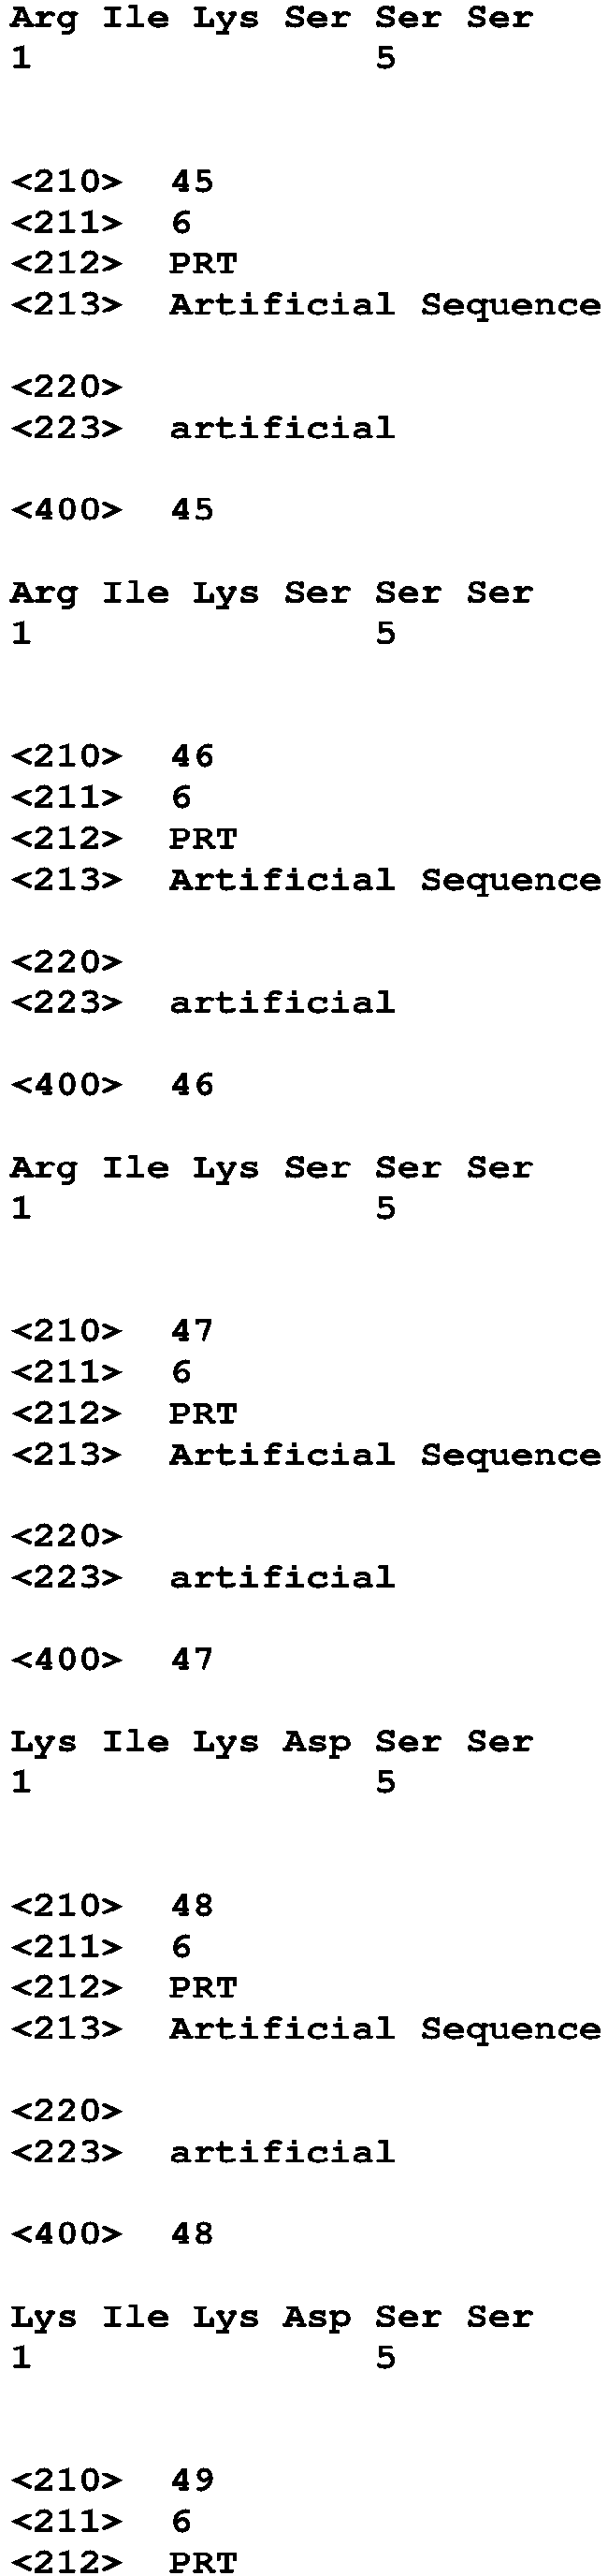 Arg Ile Lys Ser Ser Ser
1               5
<210>  45
<211>  6
<212>  PRT
<213>  Artificial Sequence
<220>
<223>  artificial
<400>  45
Arg Ile Lys Ser Ser Ser
1               5
<210>  46
<211>  6
<212>  PRT
<213>  Artificial Sequence
<220>
<223>  artificial
<400>  46
Arg Ile Lys Ser Ser Ser
1               5
<210>  47
<211>  6
<212>  PRT
<213>  Artificial Sequence
<220>
<223>  artificial
<400>  47
Lys Ile Lys Asp Ser Ser
1               5
<210>  48
<211>  6
<212>  PRT
<213>  Artificial Sequence
<220>
<223>  artificial
<400>  48
Lys Ile Lys Asp Ser Ser
1               5
<210>  49
<211>  6
<212>  PRT